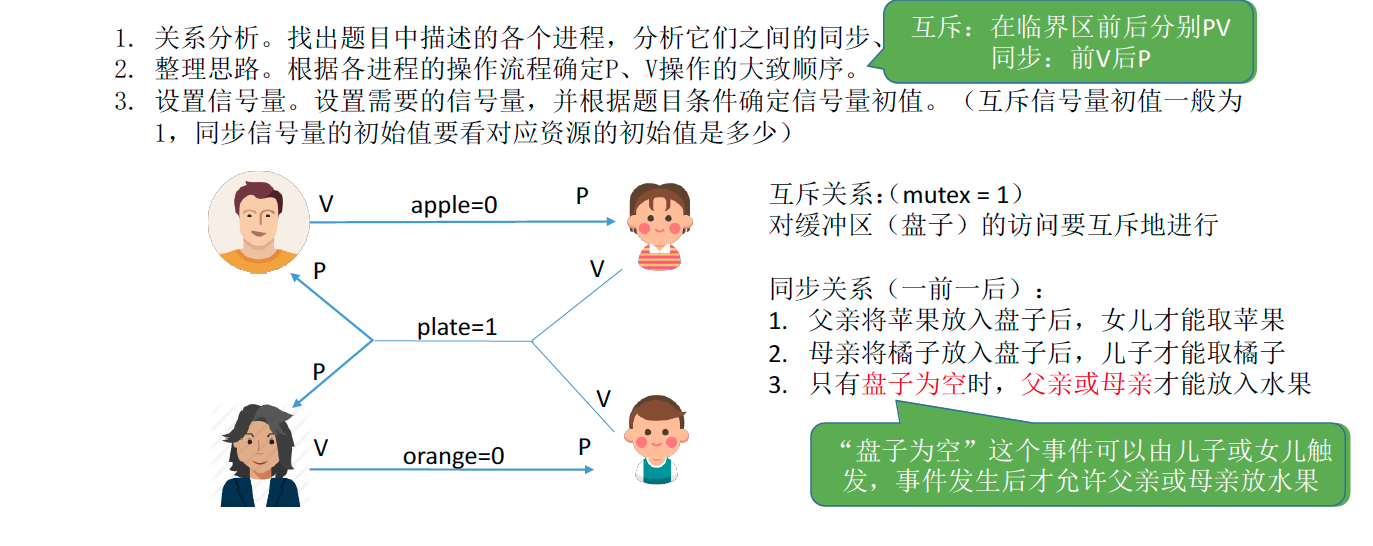 1. 关系分析。找出题目中描述的各个进程，分析它们之间的同步、
互斥：在临界区前后分别PV
同步：前V后P
2. 整理思路。根据各进程的操作流程确定P、V操作的大致顺序。
3. 设置信号量。设置需要的信号量，并根据题目条件确定信号量初值。（互斥信号量初值一般为
1，同步信号量的初始值要看对应资源的初始值是多少）
V
apple=0
P
P
V
plate=1
P
V
V
orange=0
P
互斥关系：（mutex = 1）
对缓冲区（盘子）的访问要互斥地进行
同步关系（一前一后）：
1. 父亲将苹果放入盘子后，女儿才能取苹果
2. 母亲将橘子放入盘子后，儿子才能取橘子
3. 只有盘子为空时，父亲或母亲才能放入水果
“盘子为空”这个事件可以由儿子或女儿触
发，事件发生后才允许父亲或母亲放水果